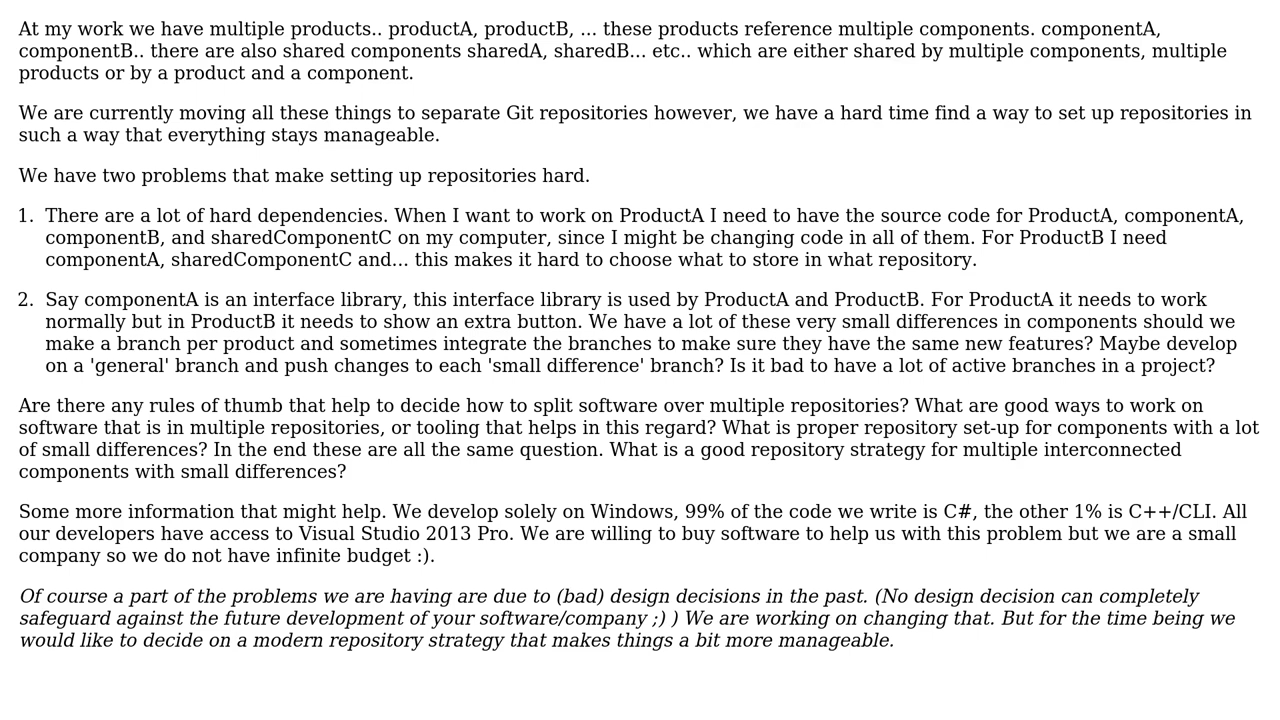 At my work we have multiple products.. productA, productB, ... these products reference multiple components. componentA,
componentB.. there are also shared components sharedA, sharedB... etc.. which are either shared by multiple components, multiple
products or by a product and a component.
We are currently moving all these things to separate Git repositories however, we have a hard time find a way to set up repositories in
such a way that everything stays manageable.
We have two problems that make setting up repositories hard.
1. There are a lot of hard dependencies. When I want to work on ProductA I need to have the source code for ProductA, componentA,
componentB, and sharedComponentC on my computer, since I might be changing code in all of them. For ProductB I need
componentA, sharedComponentC and... this makes it hard to choose what to store in what repository.
2. Say componentA is an interface library, this interface library is used by ProductA and ProductB. For ProductA it needs to work
normally but in ProductB it needs to show an extra button. We have a lot of these very small differences in components should we
make a branch per product and sometimes integrate the branches to make sure they have the same new features? Maybe develop
on a 'general' branch and push changes to each 'small difference' branch? Is it bad to have a lot of active branches in a project?
Are there any rules of thumb that help to decide how to split software over multiple repositories? What are good ways to work on
software that is in multiple repositories, or tooling that helps in this regard? What is proper repository set-up for components with a lot
of small differences? In the end these are all the same question. What is a good repository strategy for multiple interconnected
components with small differences?
Some more information that might help. We develop solely on Windows, 99% of the code we write is C#, the other 1% is C++/CLI. All
our developers have access to Visual Studio 2013 Pro. We are willing to buy software to help us with this problem but we are a small
company so we do not have infinite budget :).
Of course a part of the problems we are having are due to (bad) design decisions in the past. (No design decision can completely
safeguard against the future development of your software/company ;) ) We are working on changing that. But for the time being we
would like to decide on a modern repository strategy that makes things a bit more manageable.